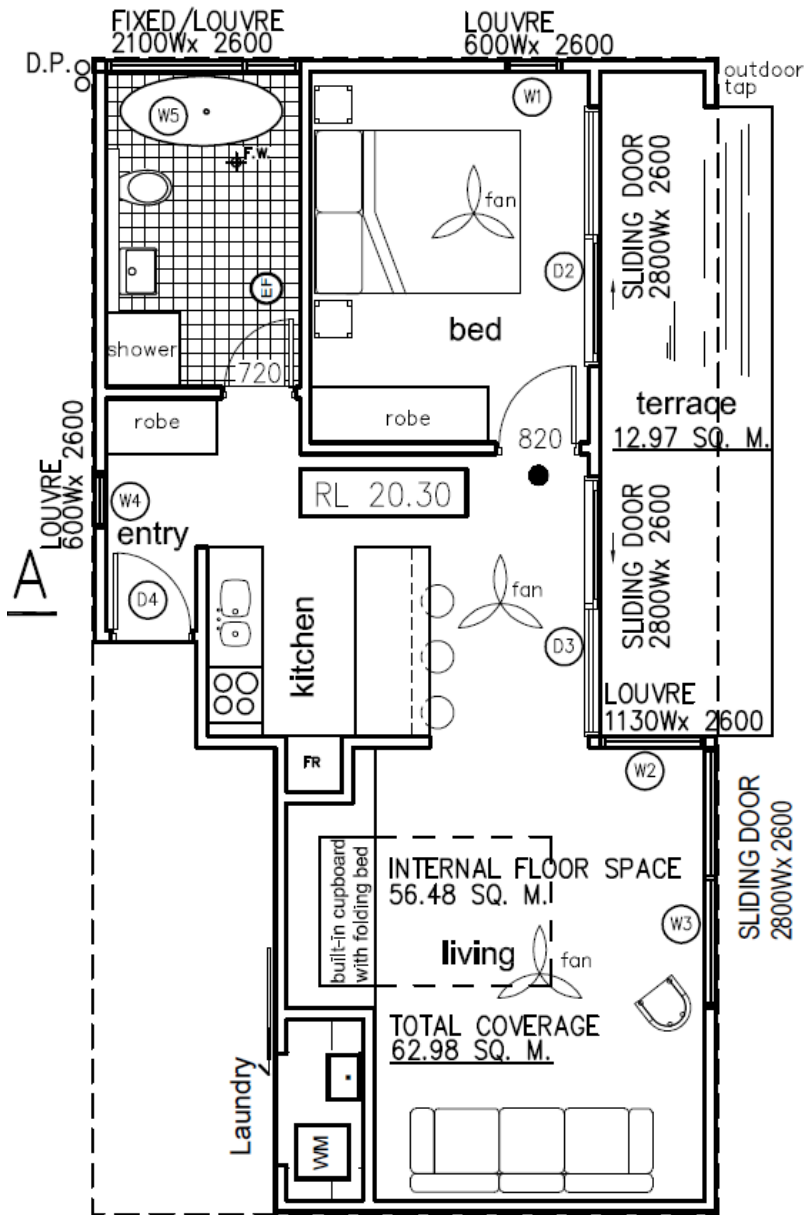 FIXED/LOUVRE
2100Wx 2600
LOUVRE
600Wx 2600
D.P.
outdoor
tap
W5
W1
F.W.
fan
SLIDING DOOR
2800Wx 2600
D2
EF
bed
shower
720
terrace
12.97 SQ. M.
robe
robe
820
LOUVRE
600Wx 2600
W4
RL 20.30
entry
A
D4
kitchen
fan
SLIDING DOOR
2800Wx 2600
D3
LOUVRE
1130Wx 2600
FR
W2
SLIDING DOOR
2800Wx 2600
built-in cupboard
with folding bed
INTERNAL FLOOR SPACE
56.48 SQ. M.
W3
living
fan
TOTAL COVERAGE
62.98 SQ. M.
Laundry
WM